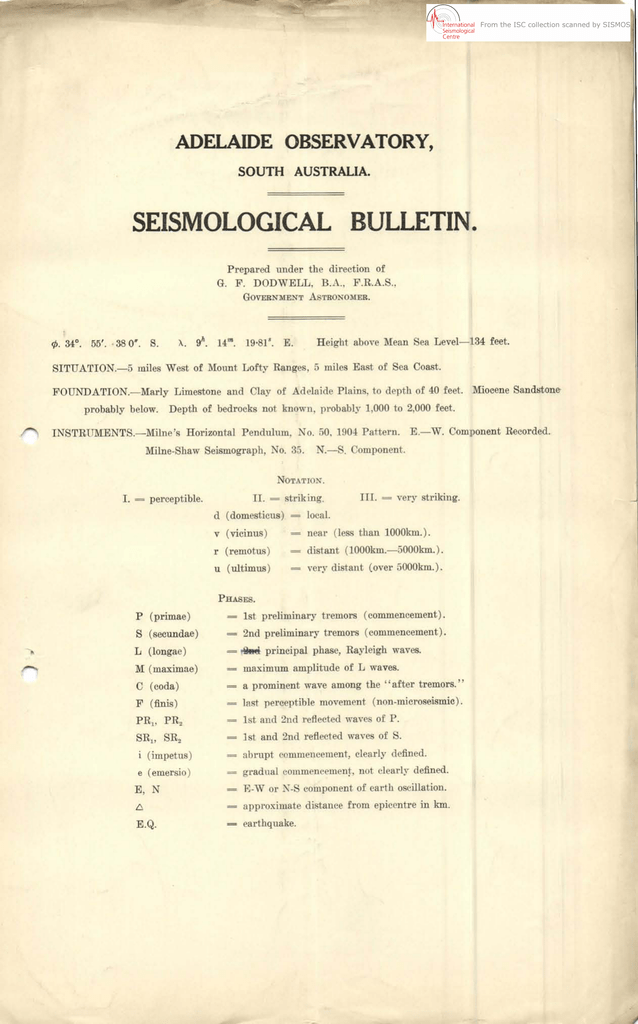 International
Seismological
Centre
From the ISC collection scanned by SISMOS
ADELAIDE OBSERVATORY,
SOUTH AUSTRALIA.
SEISMOLOGICAL BULLETIN.
Prepared under the direction of
G. F. DODWELL, B.A., F.R.A.S.,
GOVERNMENT ASTRONOMER.
φ. 34°. 55′. 38·0″. S. λ. 9ʰ. 14ᵐ. 19·81ˢ. E. Height above Mean Sea Level—134 feet.
SITUATION.—5 miles West of Mount Lofty Ranges, 5 miles East of Sea Coast.
FOUNDATION.—Marly Limestone and Clay of Adelaide Plains, to depth of 40 feet. Miocene Sandstone
probably below. Depth of bedrocks not known, probably 1,000 to 2,000 feet.
INSTRUMENTS.—Milne's Horizontal Pendulum, No. 50, 1904 Pattern. E.—W. Component Recorded.
Milne-Shaw Seismograph, No. 35. N.—S. Component.
NOTATION.
I. = perceptible. II. = striking. III. = very striking.
d (domesticus) = local.
v (vicinus) = near (less than 1000km.).
r (remotus) = distant (1000km.—5000km.).
u (ultimus) = very distant (over 5000km.).
PHASES.
P (primae) = 1st preliminary tremors (commencement).
S (secundae) = 2nd preliminary tremors (commencement).
L (longae) = 2nd principal phase, Rayleigh waves.
M (maximae) = maximum amplitude of L waves.
C (coda) = a prominent wave among the "after tremors."
F (finis) = last perceptible movement (non-microseismic).
PR₁, PR₂ = 1st and 2nd reflected waves of P.
SR₁, SR₂ = 1st and 2nd reflected waves of S.
i (impetus) = abrupt commencement, clearly defined.
e (emersio) = gradual commencement, not clearly defined.
E, N = E-W or N-S component of earth oscillation.
△ = approximate distance from epicentre in km.
E.Q. = earthquake.